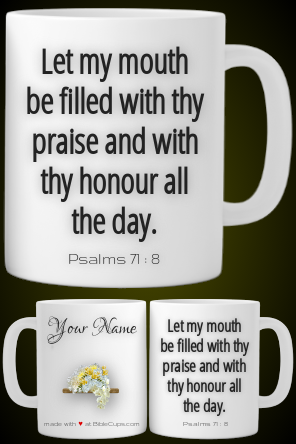 Let my mouth
be filled with thy
praise and with
thy honour all
the day.
Psalms 71 : 8
Your Name
made with ♥ at BibleCups.com
Let my mouth
be filled with thy
praise and with
thy honour all
the day.
Psalms 71 : 8